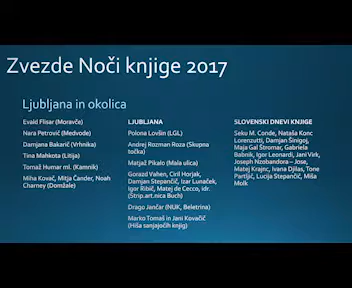 Zvezde Noči knjige 2017
Ljubljana in okolica
Evald Flisar (Moravče)
Nara Petrovič (Medvode)
Damjana Bakarič (Vrhnika)
Tina Mahkota (Litija)
Tomaž Humar ml. (Kamnik)
Miha Kovač, Mitja Čander, Noah
Charney (Domžale)
LJUBLJANA
Polona Lovšin (LGL)
Andrej Rozman Roza (Skupna
točka)
Matjaž Pikalo (Mala ulica)
Gorazd Vahen, Ciril Horjak,
Damjan Stepančič, Izar Lunaček,
Igor Ribič, Matej de Cecco, idr.
(Strip.art.nica Buch)
Drago Jančar (NUK, Beletrina)
Marko Tomaš in Jani Kovačič
(Hiša sanjajočih knjig)
SLOVENSKI DNEVI KNJIGE
Seku M. Conde, Nataša Konc
Lorenzutti, Damjan Šinigoj,
Maja Gal Štromar, Gabriela
Babnik, Igor Leonardi, Jani Virk,
Joseph Nzobandora – Jose,
Matej Krajnc, Ivana Djilas, Tone
Partljič, Lucija Stepančič, Miša
Molk